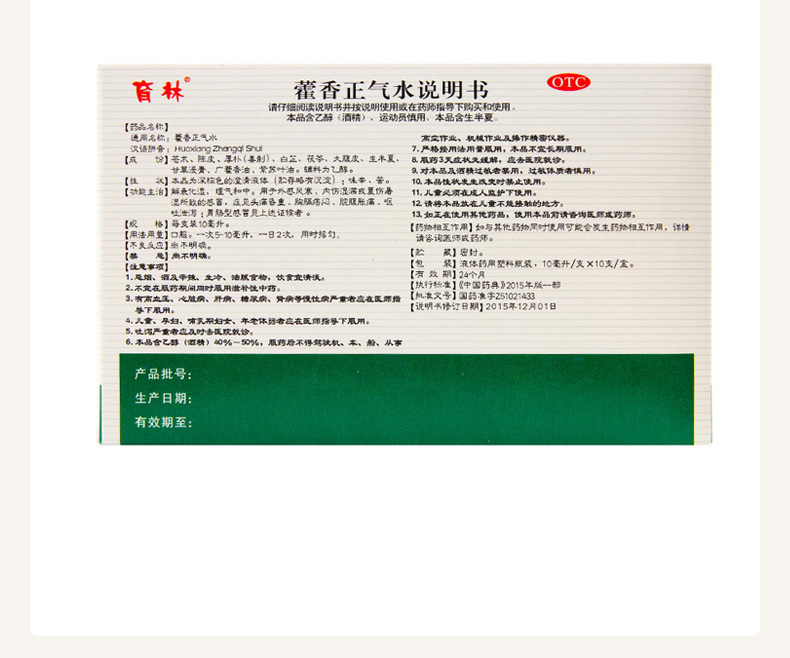 育林®
藿香正气水说明书
OTC
请仔细阅读说明书并按说明使用或在药师指导下购买和使用。
本品含乙醇（酒精），运动员慎用。本品含生半夏。
【药品名称】
通用名称：藿香正气水
汉语拼音：Huoxiang Zhengqi Shui
【成　　份】苍术、陈皮、厚朴（姜制）、白芷、茯苓、大腹皮、生半夏、
甘草浸膏、广藿香油、紫苏叶油。辅料为乙醇。
【性　　状】本品为深棕色的澄清液体（贮存略有沉淀）；味辛、苦。
【功能主治】解表化湿，理气和中。用于外感风寒、内伤湿滞或夏伤暑
湿所致的感冒，症见头痛昏重、胸膈痞闷、脘腹胀痛、呕
吐泄泻；胃肠型感冒见上述证候者。
【规　　格】每支装10毫升。
【用法用量】口服。一次5-10毫升，一日2次，用时摇匀。
【不良反应】尚不明确。
【禁　　忌】尚不明确。
【注意事项】
1. 忌烟、酒及辛辣、生冷、油腻食物，饮食宜清淡。
2. 不宜在服药期间同时服用滋补性中药。
3. 有高血压、心脏病、肝病、糖尿病、肾病等慢性病严重者应在医师指
导下服用。
4. 儿童、孕妇、哺乳期妇女、年老体弱者应在医师指导下服用。
5. 吐泻严重者应及时去医院就诊。
6. 本品含乙醇（酒精）40%～50%，服药后不得驾驶机、车、船、从事
高空作业、机械作业及操作精密仪器。
7. 严格按用法用量服用，本品不宜长期服用。
8. 服药3天症状无缓解，应去医院就诊。
9. 对本品及酒精过敏者禁用，过敏体质者慎用。
10. 本品性状发生改变时禁止使用。
11. 儿童必须在成人监护下使用。
12. 请将本品放在儿童不能接触的地方。
13. 如正在使用其他药品，使用本品前请咨询医师或药师。
【药物相互作用】如与其他药物同时使用可能会发生药物相互作用，详情
请咨询医师或药师。
【贮　　藏】密封。
【包　　装】液体药用塑料瓶装，10毫升/支×10支/盒。
【有 效 期】24个月
【执行标准】《中国药典》2015年版一部
【批准文号】国药准字Z51021433
【说明书修订日期】2015年12月01日
产品批号：
生产日期：
有效期至：